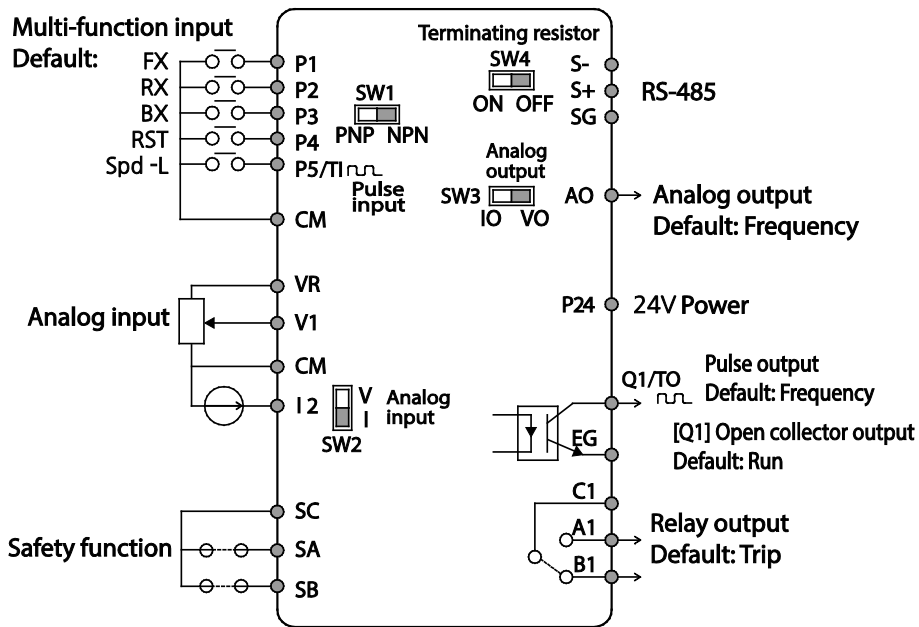 Multi-function input
Default:
FX
RX
BX
RST
Spd -L
P1
P2
P3
P4
P5/TI
Pulse
input
CM
SW1
PNP NPN
Terminating resistor
SW4
ON OFF
S-
S+
SG
RS-485
Analog
output
SW3
IO VO
AO
Analog output
Default: Frequency
Analog input
VR
V1
CM
I 2
V
I
SW2
Analog
input
P24
24V Power
Q1/TO
Pulse output
Default: Frequency
EG
[Q1] Open collector output
Default: Run
Safety function
SC
SA
SB
C1
A1
B1
Relay output
Default: Trip